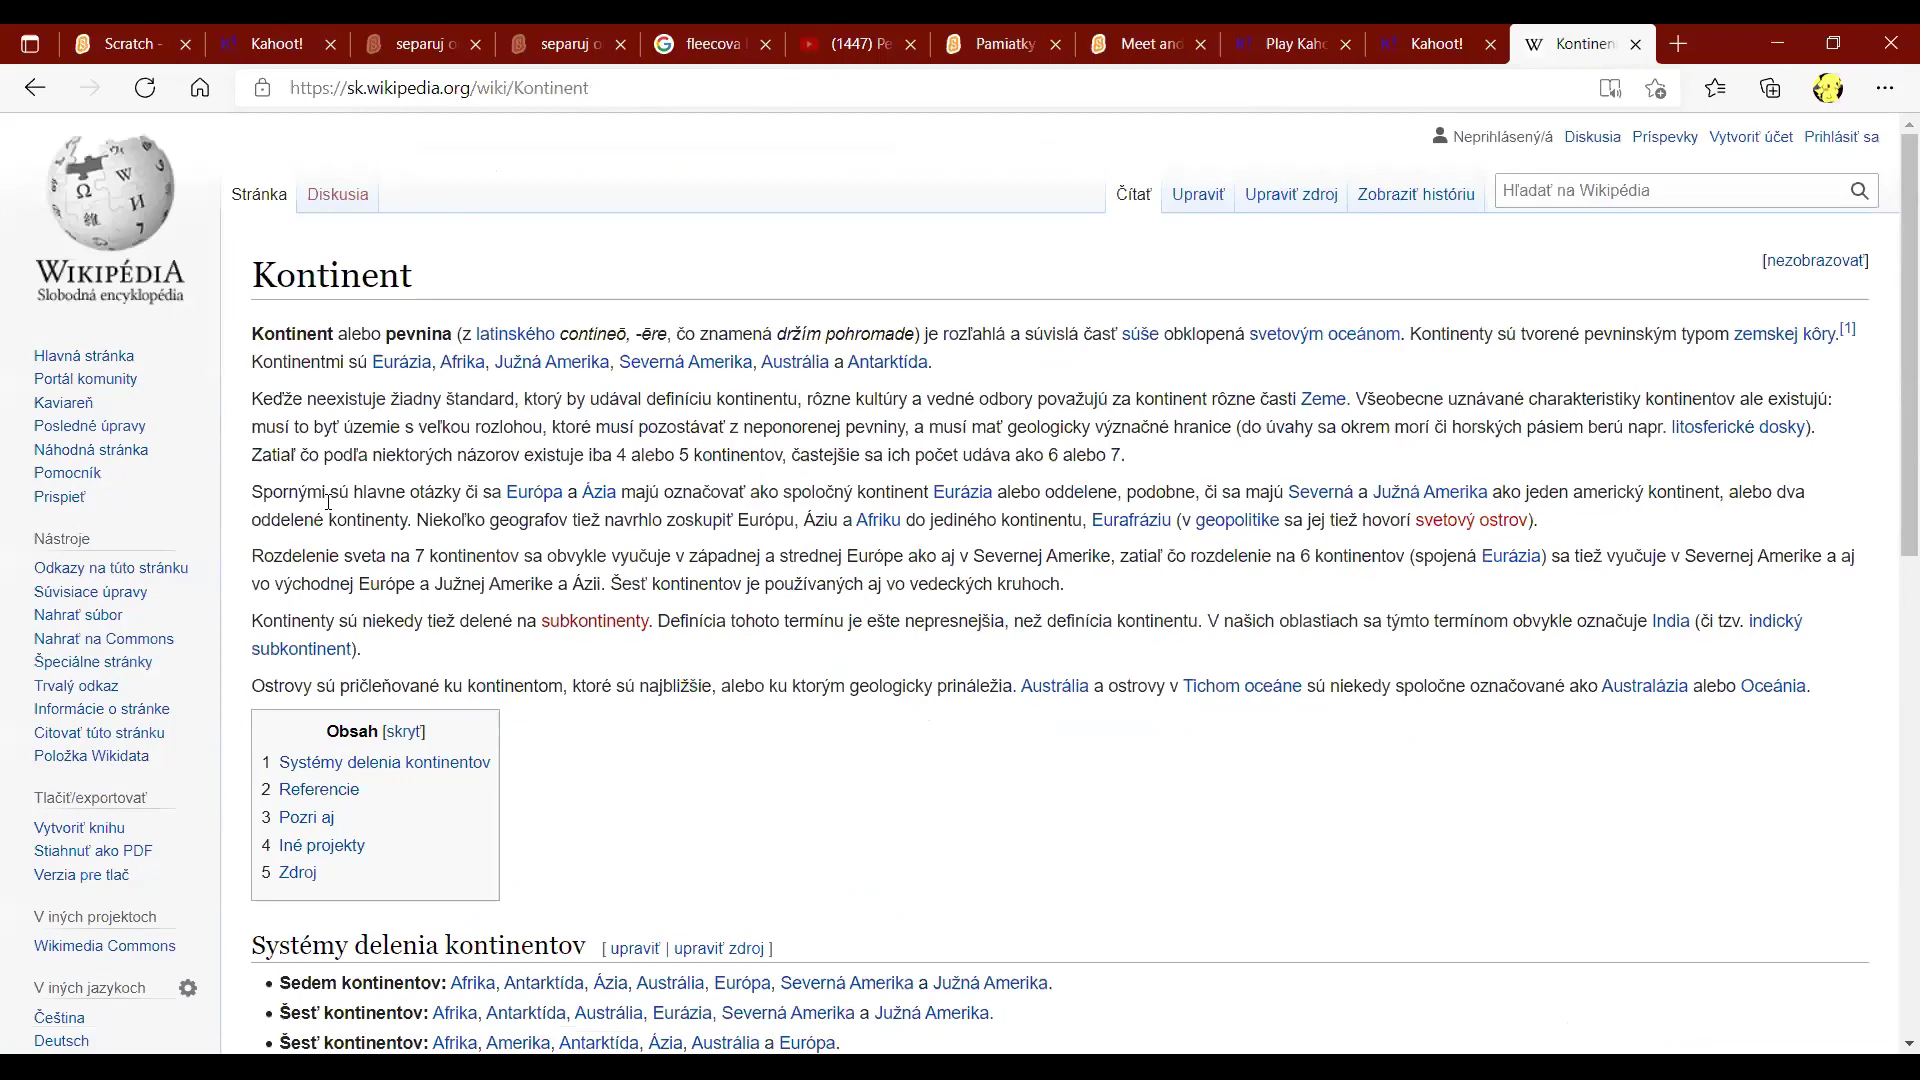 Scratch -
Kahoot!
separuj o
separuj o
fleecova
(1447) Pe
Pamiatky
Meet and
Play Kaho
Kahoot!
Kontinen
https://sk.wikipedia.org/wiki/Kontinent
Neprihlásený/á Diskusia Príspevky Vytvoriť účet Prihlásiť sa
Stránka Diskusia Čítať Upraviť Upraviť zdroj Zobraziť históriu Hľadať na Wikipédia
WIKIPÉDIA
Slobodná encyklopédia
Hlavná stránka
Portál komunity
Kaviareň
Posledné úpravy
Náhodná stránka
Pomocník
Prispieť
Nástroje
Odkazy na túto stránku
Súvisiace úpravy
Nahrať súbor
Nahrať na Commons
Špeciálne stránky
Trvalý odkaz
Informácie o stránke
Citovať túto stránku
Položka Wikidata
Tlačiť/exportovať
Vytvoriť knihu
Stiahnuť ako PDF
Verzia pre tlač
V iných projektoch
Wikimedia Commons
V iných jazykoch
Čeština
Deutsch
Kontinent
[nezobrazovať]
Kontinent alebo pevnina (z latinského contineō, -ēre, čo znamená držím pohromade) je rozľahlá a súvislá časť súše obklopená svetovým oceánom. Kontinenty sú tvorené pevninským typom zemskej kôry.[1]
Kontinentmi sú Eurázia, Afrika, Južná Amerika, Severná Amerika, Austrália a Antarktída.
Keďže neexistuje žiadny štandard, ktorý by udával definíciu kontinentu, rôzne kultúry a vedné odbory považujú za kontinent rôzne časti Zeme. Všeobecne uznávané charakteristiky kontinentov ale existujú:
musí to byť územie s veľkou rozlohou, ktoré musí pozostávať z neponorenej pevniny, a musí mať geologicky význačné hranice (do úvahy sa okrem morí či horských pásiem berú napr. litosferické dosky).
Zatiaľ čo podľa niektorých názorov existuje iba 4 alebo 5 kontinentov, častejšie sa ich počet udáva ako 6 alebo 7.
Spornými sú hlavne otázky či sa Európa a Ázia majú označovať ako spoločný kontinent Eurázia alebo oddelene, podobne, či sa majú Severná a Južná Amerika ako jeden americký kontinent, alebo dva
oddelené kontinenty. Niekoľko geografov tiež navrhlo zoskupiť Európu, Áziu a Afriku do jediného kontinentu, Eurafráziu (v geopolitike sa jej tiež hovorí svetový ostrov).
Rozdelenie sveta na 7 kontinentov sa obvykle vyučuje v západnej a strednej Európe ako aj v Severnej Amerike, zatiaľ čo rozdelenie na 6 kontinentov (spojená Eurázia) sa tiež vyučuje v Severnej Amerike a aj
vo východnej Európe a Južnej Amerike a Ázii. Šesť kontinentov je používaných aj vo vedeckých kruhoch.
Kontinenty sú niekedy tiež delené na subkontinenty. Definícia tohoto termínu je ešte nepresnejšia, než definícia kontinentu. V našich oblastiach sa týmto termínom obvykle označuje India (či tzv. indický
subkontinent).
Ostrovy sú pričleňované ku kontinentom, ktoré sú najbližšie, alebo ku ktorým geologicky prináležia. Austrália a ostrovy v Tichom oceáne sú niekedy spoločne označované ako Australázia alebo Oceánia.
Obsah [skryť]
1 Systémy delenia kontinentov
2 Referencie
3 Pozri aj
4 Iné projekty
5 Zdroj
Systémy delenia kontinentov [ upraviť | upraviť zdroj ]
• Sedem kontinentov: Afrika, Antarktída, Ázia, Austrália, Európa, Severná Amerika a Južná Amerika.
• Šesť kontinentov: Afrika, Antarktída, Austrália, Eurázia, Severná Amerika a Južná Amerika.
• Šesť kontinentov: Afrika, Amerika, Antarktída, Ázia, Austrália a Európa.